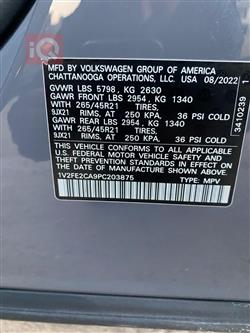 IQ
MFD. BY VOLKSWAGEN GROUP OF AMERICA
CHATTANOOGA OPERATIONS, LLC. USA 08/2022
GVWR LBS 5798, KG 2630
GAWR FRONT LBS 2954, KG 1340
WITH 265/45R21 TIRES,
9JX21 RIMS, AT 250 KPA, 36 PSI COLD
GAWR REAR LBS 2954, KG 1340
WITH 265/45R21 TIRES,
9JX21 RIMS, AT 250 KPA, 36 PSI COLD
THIS VEHICLE CONFORMS TO ALL APPLICABLE
FEDERAL MOTOR VEHICLE SAFETY AND THEFT
PREVENTION STANDARDS IN EFFECT ON THE
DATE OF MANUFACTURE SHOWN ABOVE
1V2FE2CA9PC203875 TYPE: MPV
3410239 1